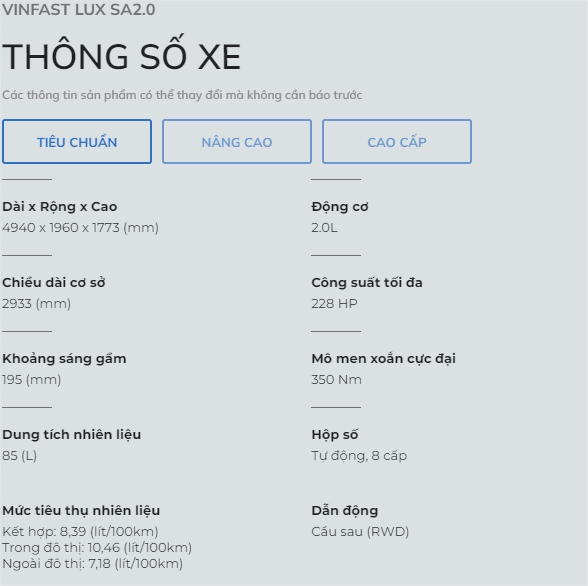 VINFAST LUX SA2.0
THÔNG SỐ XE
Các thông tin sản phẩm có thể thay đổi mà không cần báo trước
TIÊU CHUẨN
NÂNG CAO
CAO CẤP
Dài x Rộng x Cao
4940 x 1960 x 1773 (mm)
Động cơ
2.0L
Chiều dài cơ sở
2933 (mm)
Công suất tối đa
228 HP
Khoảng sáng gầm
195 (mm)
Mô men xoắn cực đại
350 Nm
Dung tích nhiên liệu
85 (L)
Hộp số
Tự động, 8 cấp
Mức tiêu thụ nhiên liệu
Kết hợp: 8,39 (lít/100km)
Trong đô thị: 10,46 (lít/100km)
Ngoài đô thị: 7,18 (lít/100km)
Dẫn động
Cầu sau (RWD)